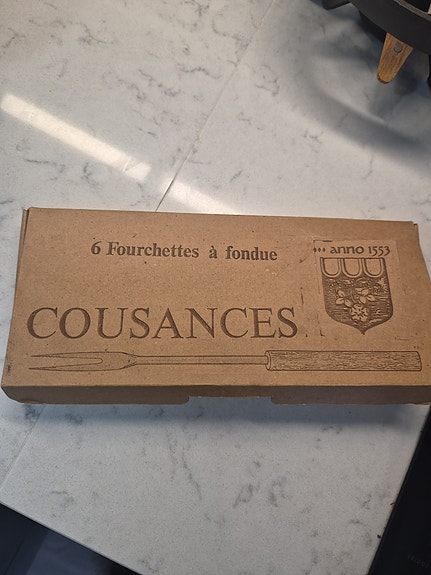 6 Fourchettes à fondue
anno 1553
COUSANCES